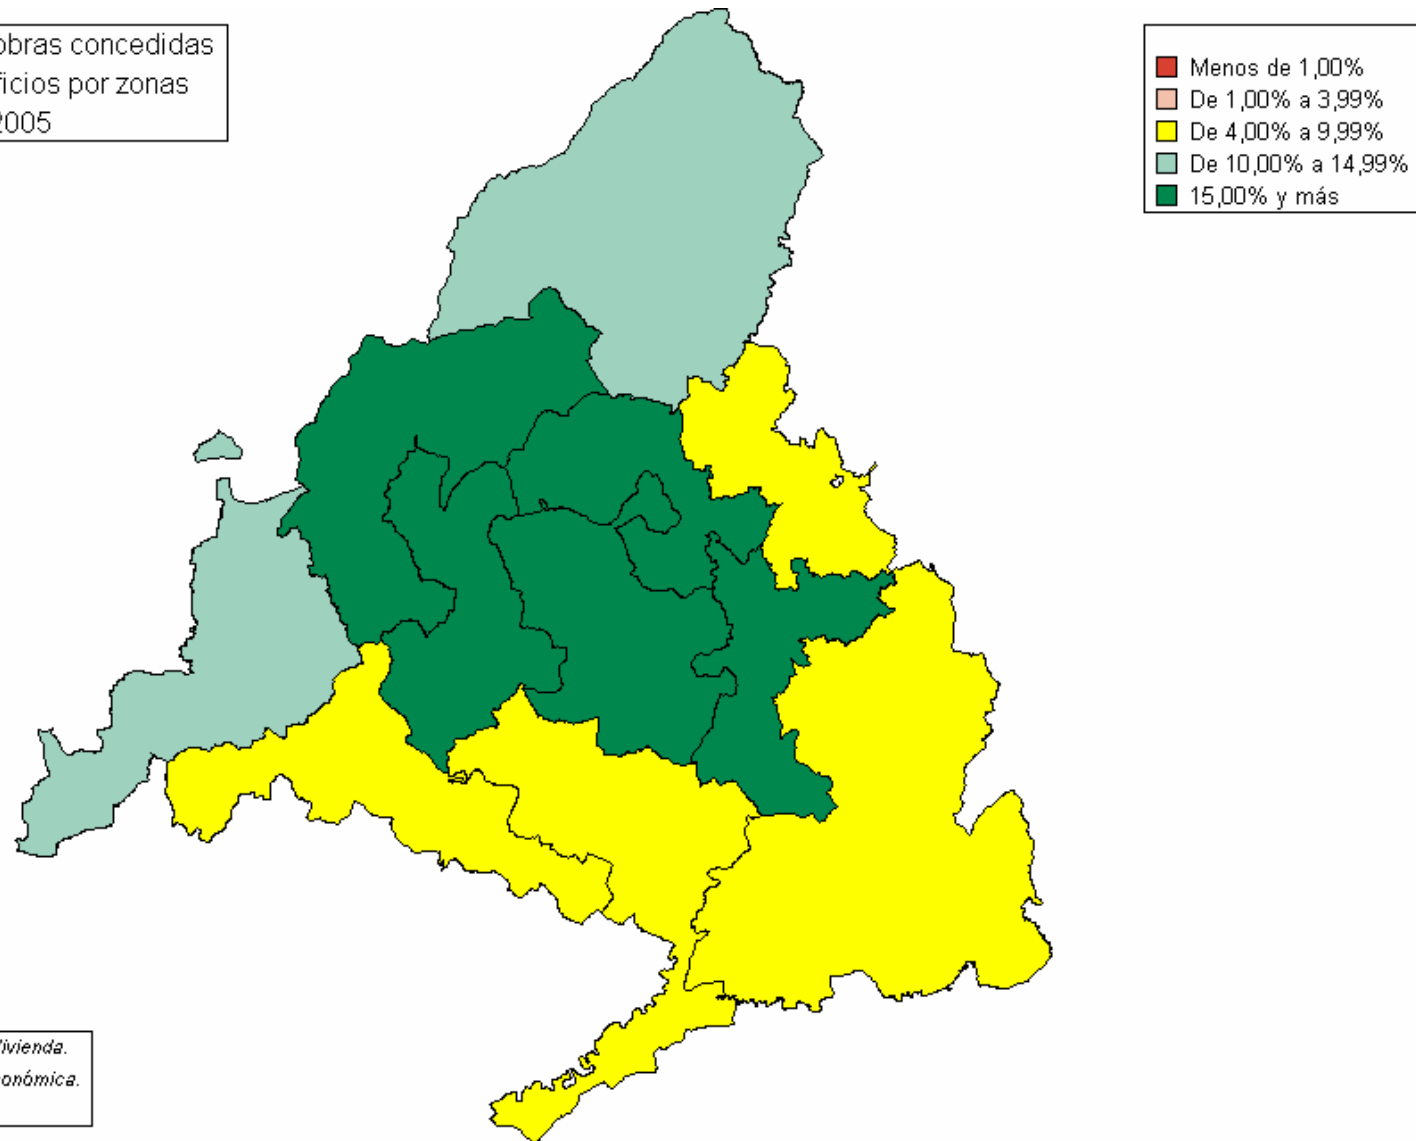 obras concedidas
ficios por zonas
2005
Menos de 1,00%
De 1,00% a 3,99%
De 4,00% a 9,99%
De 10,00% a 14,99%
15,00% y más
ivienda.
onómica.